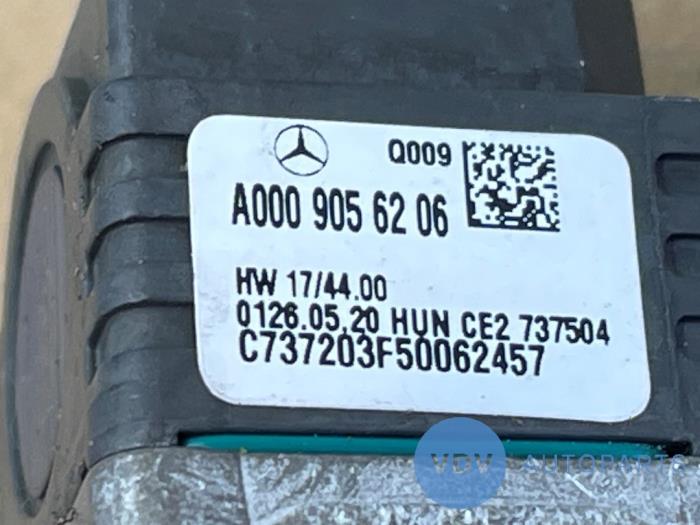 Q009
A000 905 62 06
HW 17/44.00
0126.05.20 HUN CE2 737504
C737203F50062457
VDV AUTOPARTS